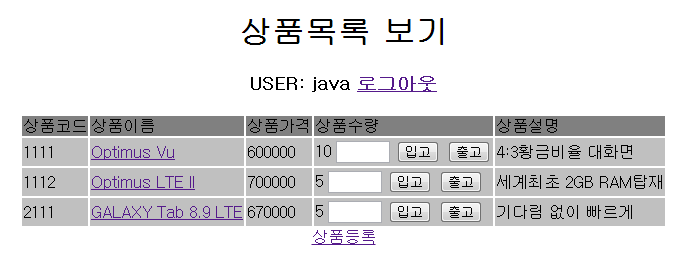 상품목록 보기
USER: java 로그아웃
상품코드 상품이름 상품가격 상품수량 상품설명
1111 Optimus Vu 600000 10 입고 출고 4:3황금비율 대화면
1112 Optimus LTE II 700000 5 입고 출고 세계최초 2GB RAM탑재
2111 GALAXY Tab 8.9 LTE 670000 5 입고 출고 기다림 없이 빠르게
상품등록